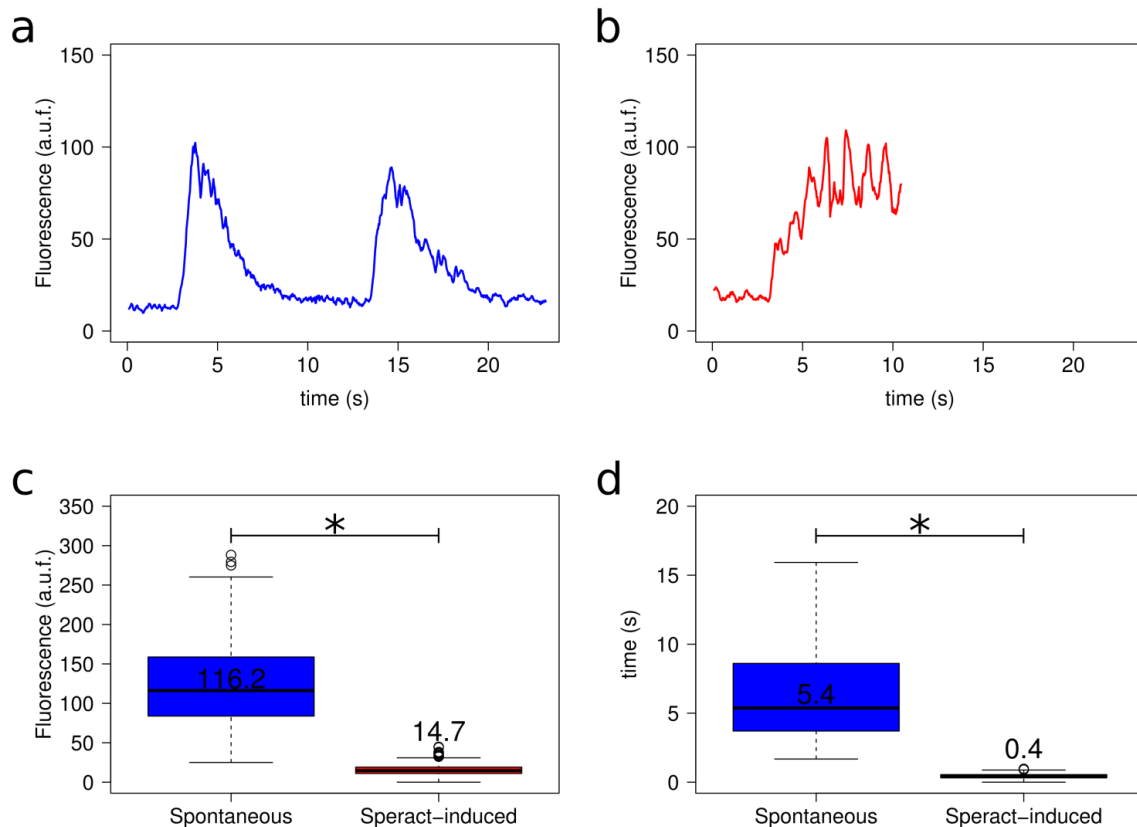 a
150
100
50
0
Fluorescence (a.u.f.)
0 5 10 15 20
time (s)
b
150
100
50
0
Fluorescence (a.u.f.)
0 5 10 15 20
time (s)
c
350
300
250
200
150
100
50
0
Fluorescence (a.u.f.)
*
116.2
14.7
Spontaneous Speract−induced
d
20
15
10
5
0
time (s)
*
5.4
0.4
Spontaneous Speract−induced